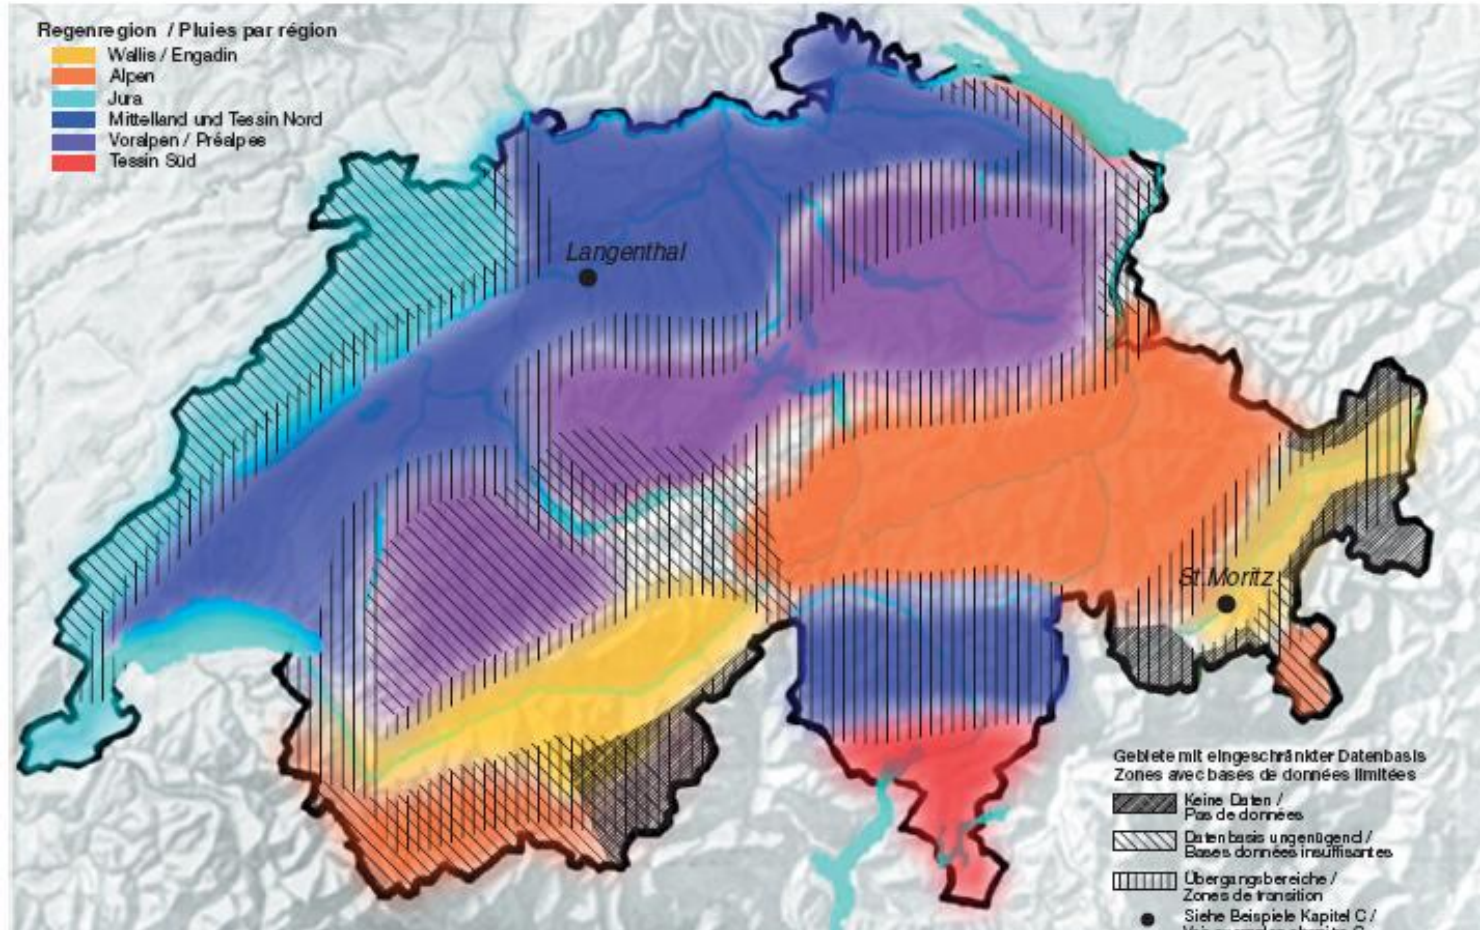 Regenregion / Pluies par région
Wallis / Engadin
Alpen
Jura
Mittelland und Tessin Nord
Voralpen / Préalpes
Tessin Süd
Langenthal
St.Moritz
Gebiete mit eingeschränkter Datenbasis
Zones avec bases de données limitées
Keine Daten /
Pas de données
Datenbasis ungenügend /
Bases données insuffisantes
Übergangsbereiche /
Zones de transition
Siehe Beispiele Kapitel C /